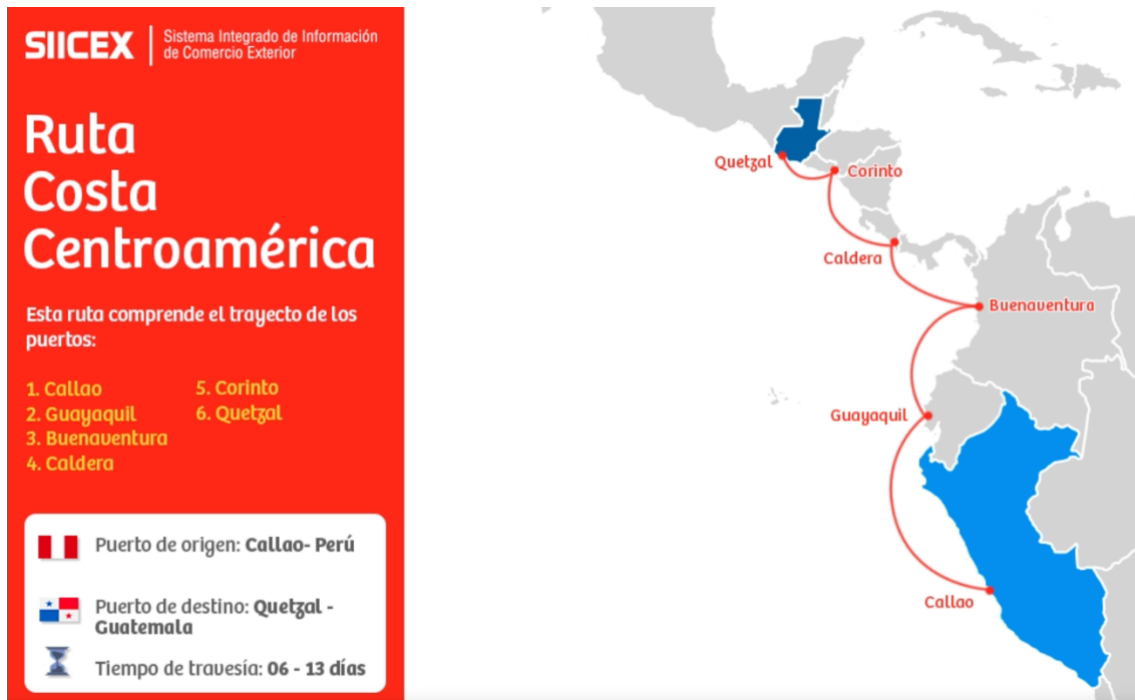 SIICEX
Sistema Integrado de Información
de Comercio Exterior
Ruta
Costa
Centroamérica
Esta ruta comprende el trayecto de los
puertos:
1. Callao
2. Guayaquil
3. Buenaventura
4. Caldera
5. Corinto
6. Quetzal
Puerto de origen: Callao- Perú
Puerto de destino: Quetzal -
Guatemala
Tiempo de travesía: 06 - 13 días
Quetzal
Corinto
Caldera
Buenaventura
Guayaquil
Callao